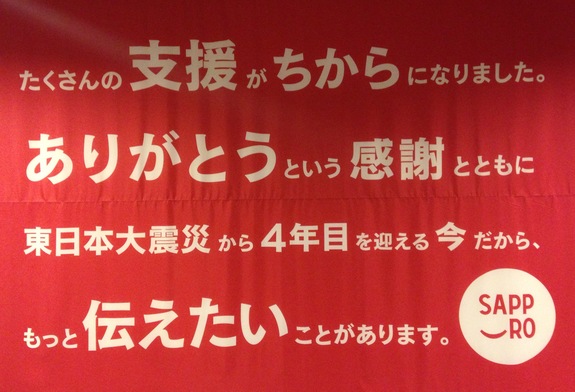 たくさんの支援がちからになりました。
ありがとうという感謝とともに
東日本大震災から4年目を迎える今だから、
もっと伝えたいことがあります。
SAPP
RO